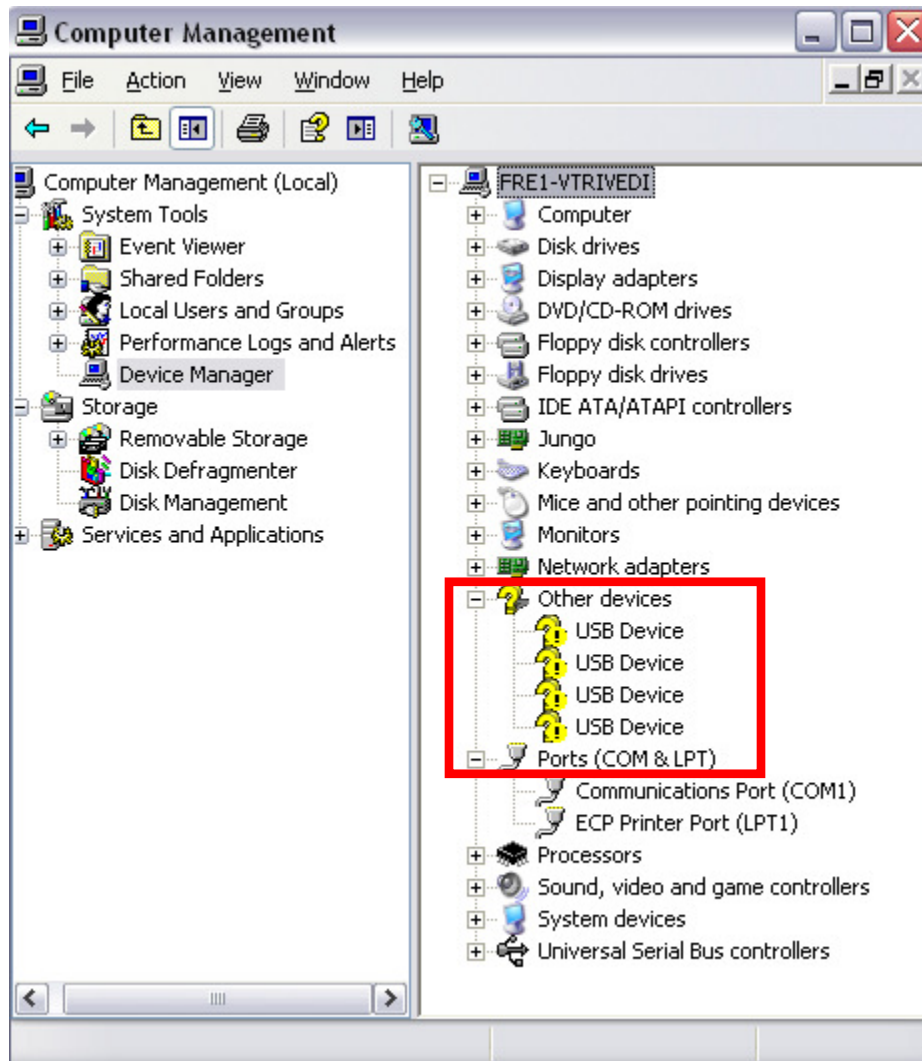 Computer Management
File Action View Window Help
Computer Management (Local)
System Tools
Event Viewer
Shared Folders
Local Users and Groups
Performance Logs and Alerts
Device Manager
Storage
Removable Storage
Disk Defragmenter
Disk Management
Services and Applications
FRE1-VTRIVEDI
Computer
Disk drives
Display adapters
DVD/CD-ROM drives
Floppy disk controllers
Floppy disk drives
IDE ATA/ATAPI controllers
Jungo
Keyboards
Mice and other pointing devices
Monitors
Network adapters
Other devices
USB Device
USB Device
USB Device
USB Device
Ports (COM & LPT)
Communications Port (COM1)
ECP Printer Port (LPT1)
Processors
Sound, video and game controllers
System devices
Universal Serial Bus controllers